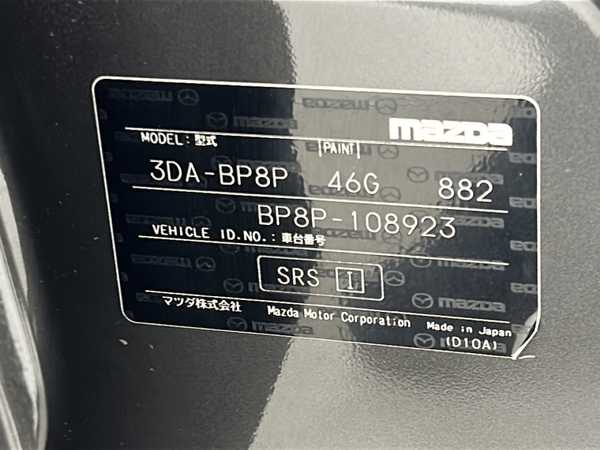 mazda
MODEL:型式 PAINT
3DA-BP8P 46G 882
BP8P-108923
VEHICLE ID.NO.:車台番号
SRS I
マツダ株式会社 Mazda Motor Corporation Made in Japan
(D10A)